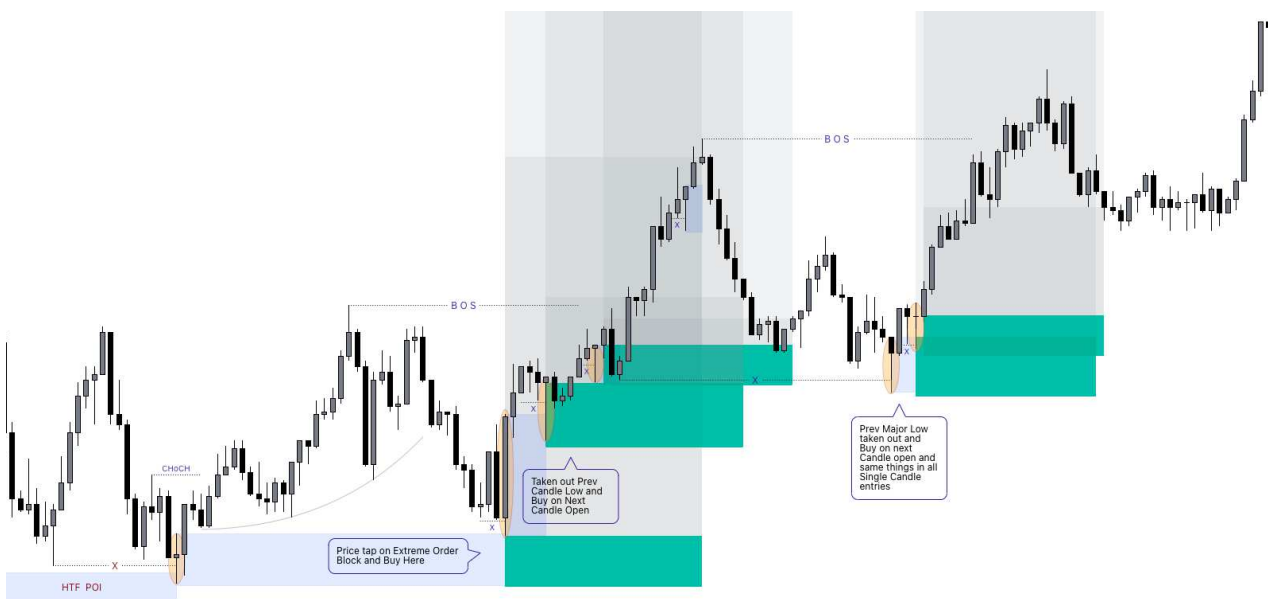 BOS
BOS
X
X
X
X
X
X
CHoCH
Prev Major Low
taken out and
Buy on next
Candle open and
same things in all
Single Candle
entries
Taken out Prev
Candle Low and
Buy on Next
Candle Open
Price tap on Extreme Order
Block and Buy Here
X
HTF POI